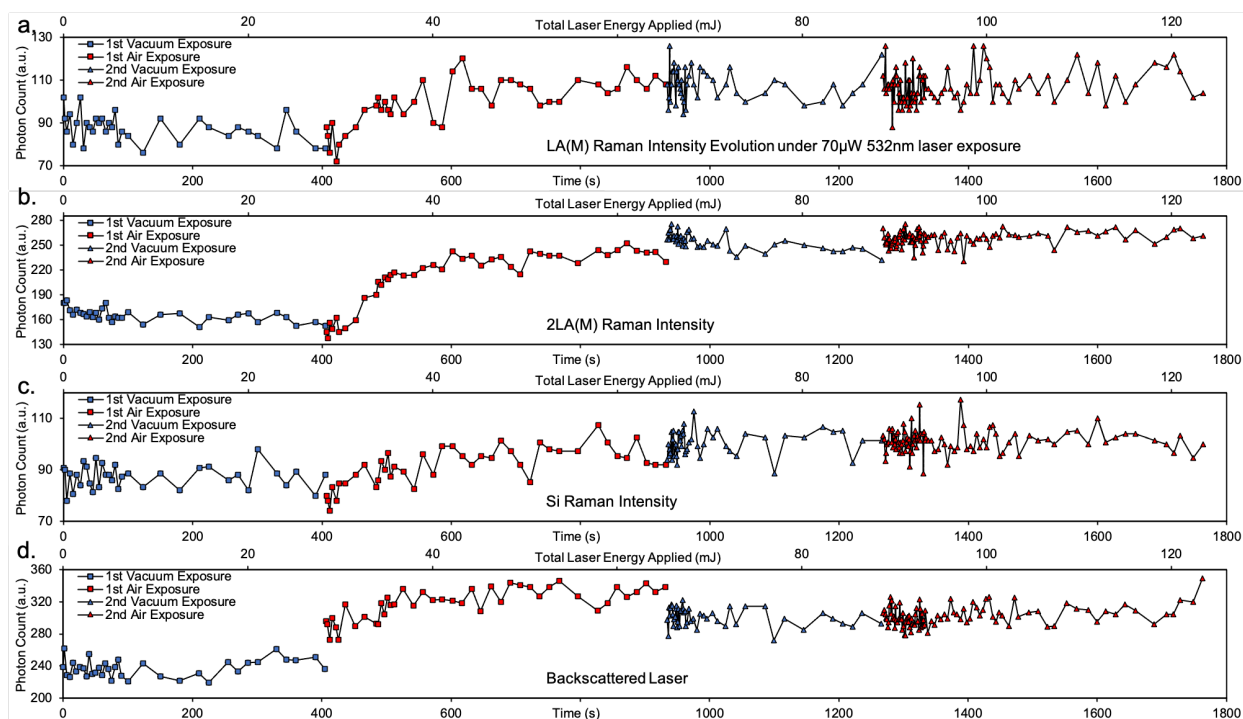 a.
Total Laser Energy Applied (mJ)
0 20 40 80 100 120
Photon Count (a.u.)
130
110
90
70
1st Vacuum Exposure
1st Air Exposure
2nd Vacuum Exposure
2nd Air Exposure
LA(M) Raman Intensity Evolution under 70μW 532nm laser exposure
0 200 400 600 1000 1200 1400 1600 1800
Time (s)
b.
Total Laser Energy Applied (mJ)
0 20 40 80 100 120
Photon Count (a.u.)
280
250
220
190
160
130
1st Vacuum Exposure
1st Air Exposure
2nd Vacuum Exposure
2nd Air Exposure
2LA(M) Raman Intensity
0 200 400 600 1000 1200 1400 1600 1800
Time (s)
c.
Total Laser Energy Applied (mJ)
0 20 40 80 100 120
Photon Count (a.u.)
110
90
70
1st Vacuum Exposure
1st Air Exposure
2nd Vacuum Exposure
2nd Air Exposure
Si Raman Intensity
0 200 400 600 1000 1200 1400 1600 1800
Time (s)
d.
Total Laser Energy Applied (mJ)
0 20 40 80 100 120
Photon Count (a.u.)
360
320
280
240
200
1st Vacuum Exposure
1st Air Exposure
2nd Vacuum Exposure
2nd Air Exposure
Backscattered Laser
0 200 400 600 1000 1200 1400 1600 1800
Time (s)